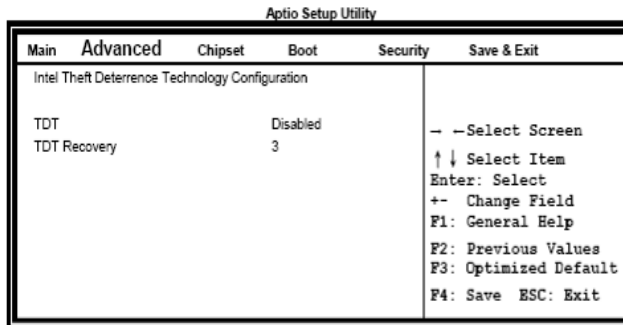 Aptio Setup Utility
Main Advanced Chipset Boot Security Save & Exit
Intel Theft Deterrence Technology Configuration
TDT Disabled
TDT Recovery 3
→ ←Select Screen
↑↓ Select Item
Enter: Select
+- Change Field
F1: General Help
F2: Previous Values
F3: Optimized Default
F4: Save ESC: Exit